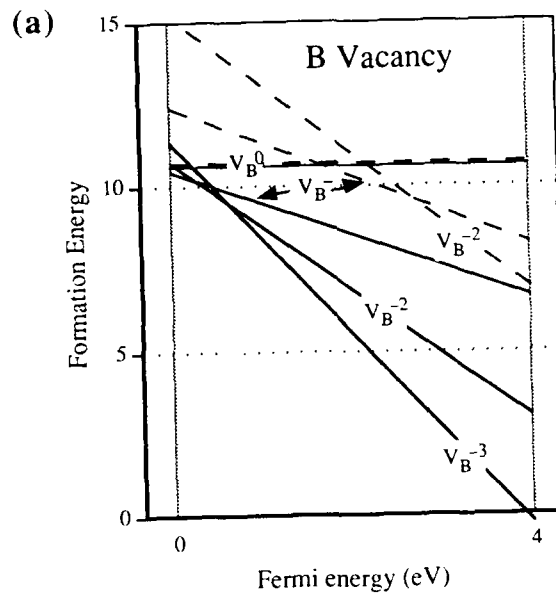 (a)
15
B Vacancy
V_B^0
V_B^-
10
V_B^-2
V_B^-2
5
V_B^-3
0
0
4
Formation Energy
Fermi energy (eV)